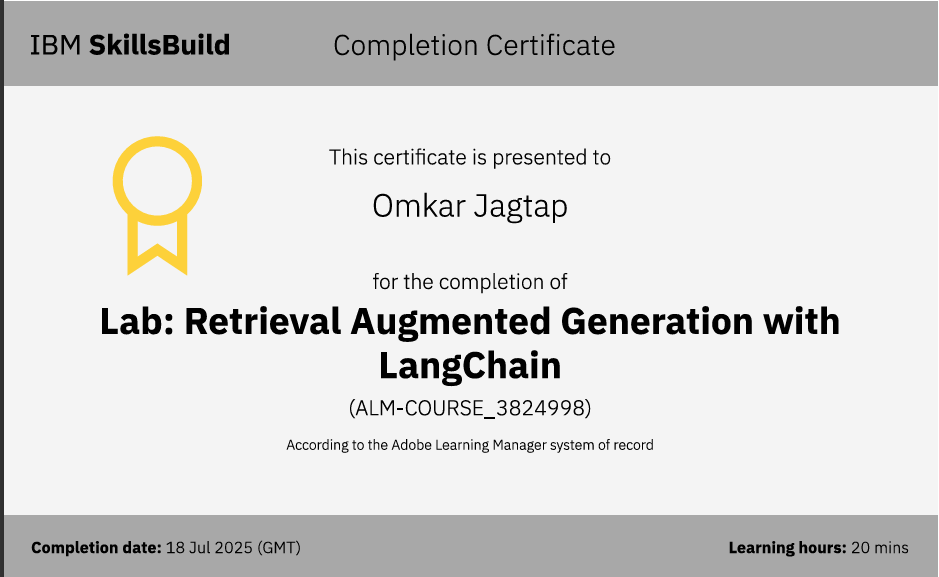 IBM SkillsBuild
Completion Certificate
This certificate is presented to
Omkar Jagtap
for the completion of
Lab: Retrieval Augmented Generation with
LangChain
(ALM-COURSE_3824998)
According to the Adobe Learning Manager system of record
Completion date: 18 Jul 2025 (GMT)
Learning hours: 20 mins